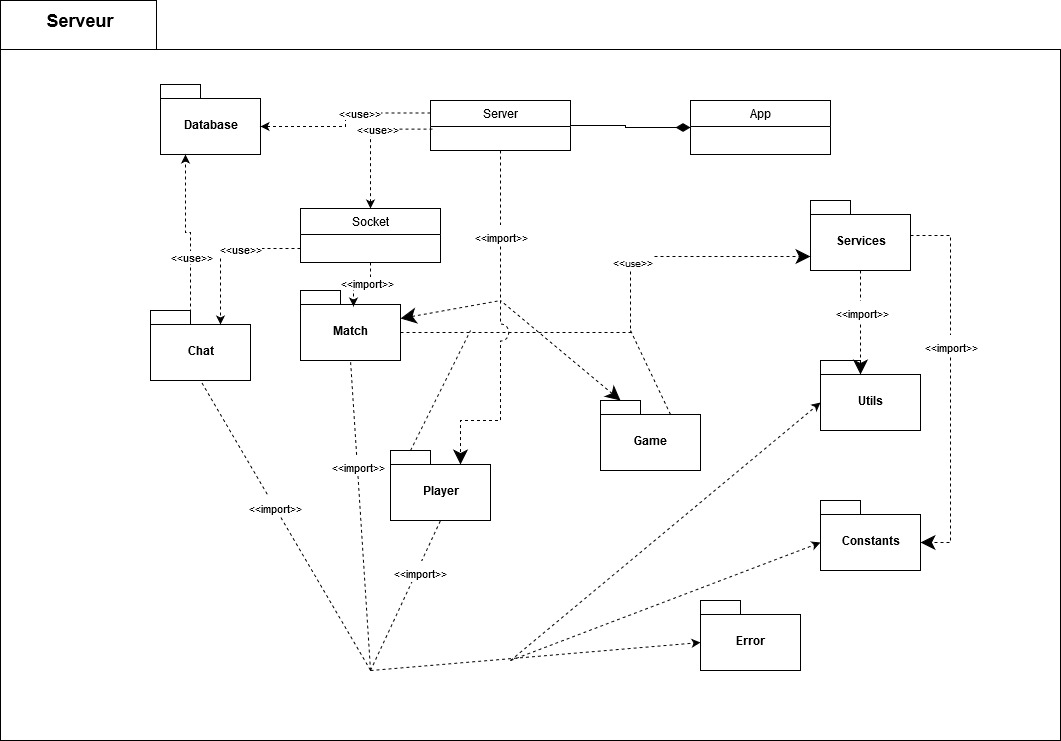 Serveur
Database
<<use>>
<<use>>
Server
App
Socket
<<use>>
<<use>>
<<import>>
<<import>>
<<use>>
Services
<<import>>
<<import>>
Chat
Match
Utils
Game
<<import>>
Player
<<import>>
<<import>>
Constants
Error